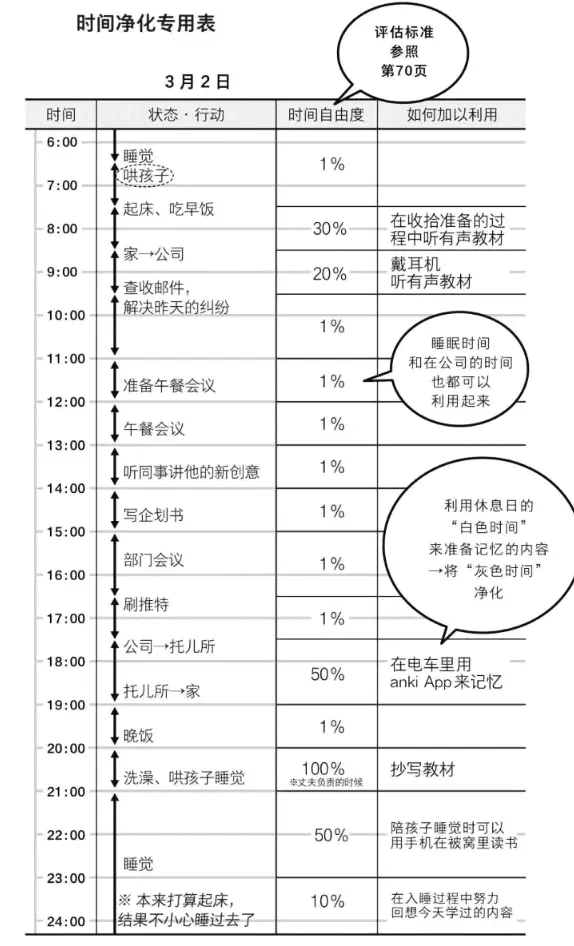 时间净化专用表
评估标准
参照
第70页
3月2日
时间 状态·行动 时间自由度 如何加以利用
6:00
睡觉
1%
哄孩子
7:00
起床、吃早饭
8:00
30%
在收拾准备的过
程中听有声教材
家→公司
9:00
20%
戴耳机
听有声教材
查收邮件，
解决昨天的纠纷
10:00
1%
11:00
睡眠时间
和在公司的时间
也都可以
利用起来
准备午餐会议
1%
12:00
午餐会议
1%
13:00
听同事讲他的新创意
1%
14:00
写企划书
1%
15:00
利用休息日的
“白色时间”
来准备记忆的内容
→将“灰色时间”
净化
部门会议
1%
16:00
刷推特
1%
17:00
公司→托儿所
18:00
50%
在电车里用
anki App来记忆
托儿所→家
19:00
晚饭
1%
20:00
洗澡、哄孩子睡觉
100%
※丈夫负责的时候
抄写教材
21:00
22:00
50%
陪孩子睡觉时可以
用手机在被窝里读书
睡觉
23:00
※ 本来打算起床，
结果不小心睡过去了
10%
在入睡过程中努力
回想今天学过的内容
24:00